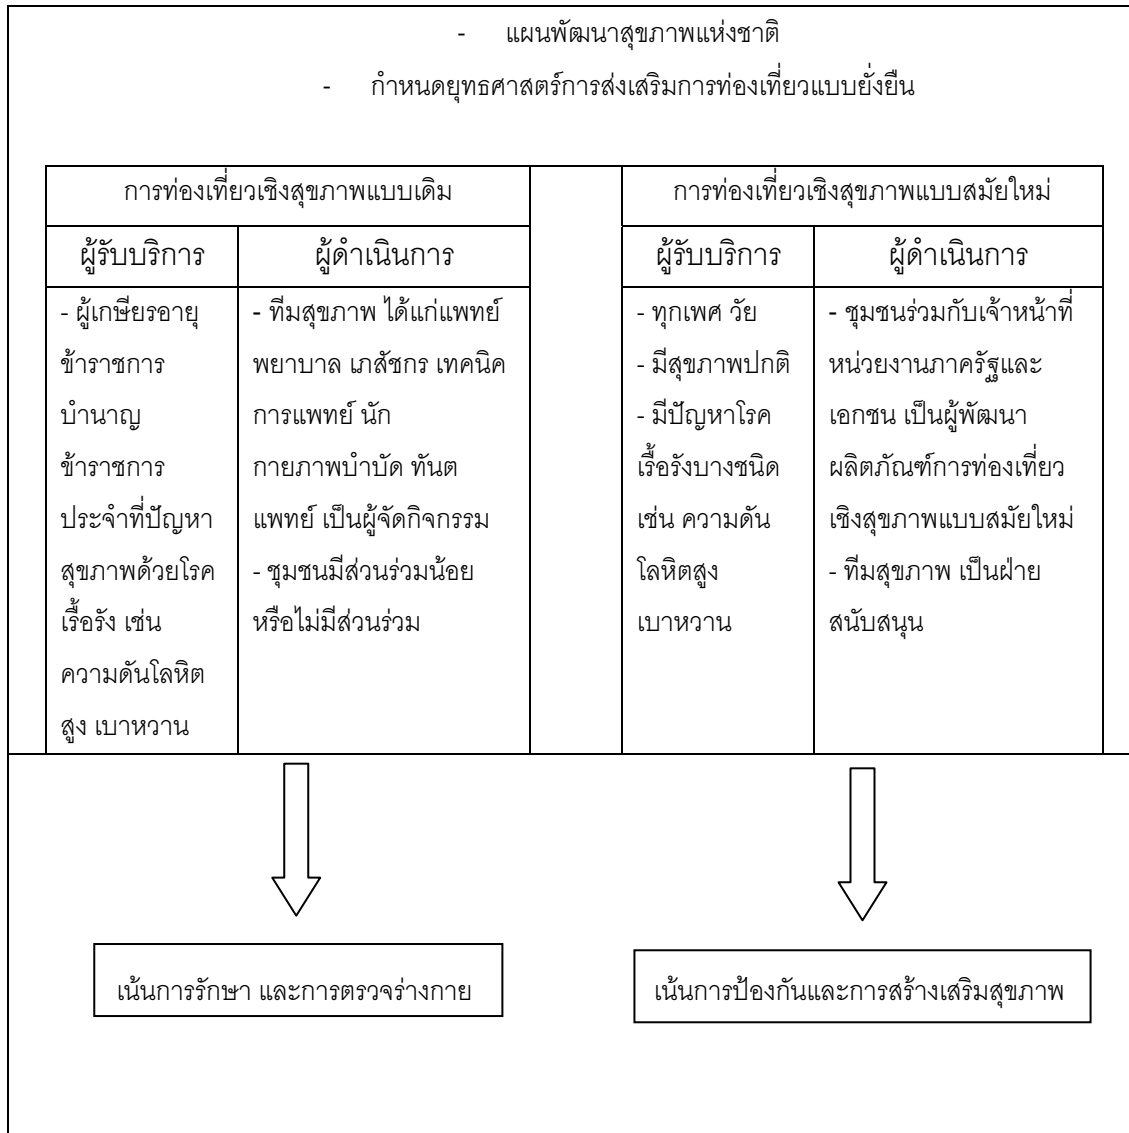 - แผนพัฒนาสุขภาพแห่งชาติ
- กำหนดยุทธศาสตร์การส่งเสริมการท่องเที่ยวแบบยั่งยืน
การท่องเที่ยวเชิงสุขภาพแบบเดิม
ผู้รับบริการ
- ผู้เกษียรอายุ
ข้าราชการ
บำนาญ
ข้าราชการ
ประจำที่ปัญหา
สุขภาพด้วยโรค
เรื้อรัง เช่น
ความดันโลหิต
สูง เบาหวาน
ผู้ดำเนินการ
- ทีมสุขภาพ ได้แก่แพทย์
พยาบาล เภสัชกร เทคนิค
การแพทย์ นัก
กายภาพบำบัด ทันต
แพทย์ เป็นผู้จัดกิจกรรม
- ชุมชนมีส่วนร่วมน้อย
หรือไม่มีส่วนร่วม
การท่องเที่ยวเชิงสุขภาพแบบสมัยใหม่
ผู้รับบริการ
- ทุกเพศ วัย
- มีสุขภาพปกติ
- มีปัญหาโรค
เรื้อรังบางชนิด
เช่น ความดัน
โลหิตสูง
เบาหวาน
ผู้ดำเนินการ
- ชุมชนร่วมกับเจ้าหน้าที่
หน่วยงานภาครัฐและ
เอกชน เป็นผู้พัฒนา
ผลิตภัณฑ์การท่องเที่ยว
เชิงสุขภาพแบบสมัยใหม่
- ทีมสุขภาพ เป็นฝ่าย
สนับสนุน
เน้นการรักษา และการตรวจร่างกาย
เน้นการป้องกันและการสร้างเสริมสุขภาพ